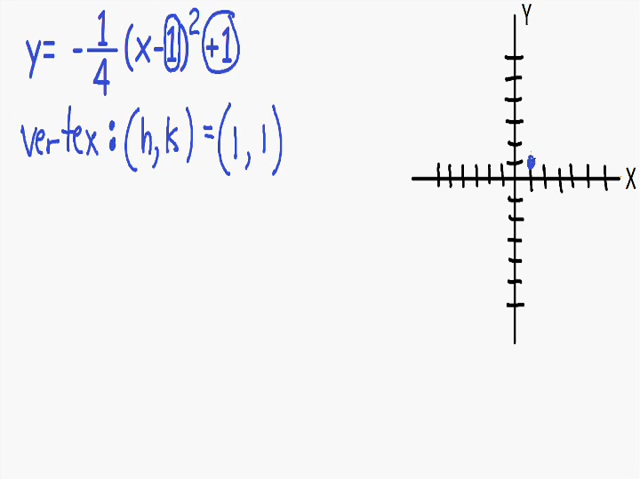 y= -1/4 (x-1)² +1
vertex: (h,k) = (1, 1)
Y
X